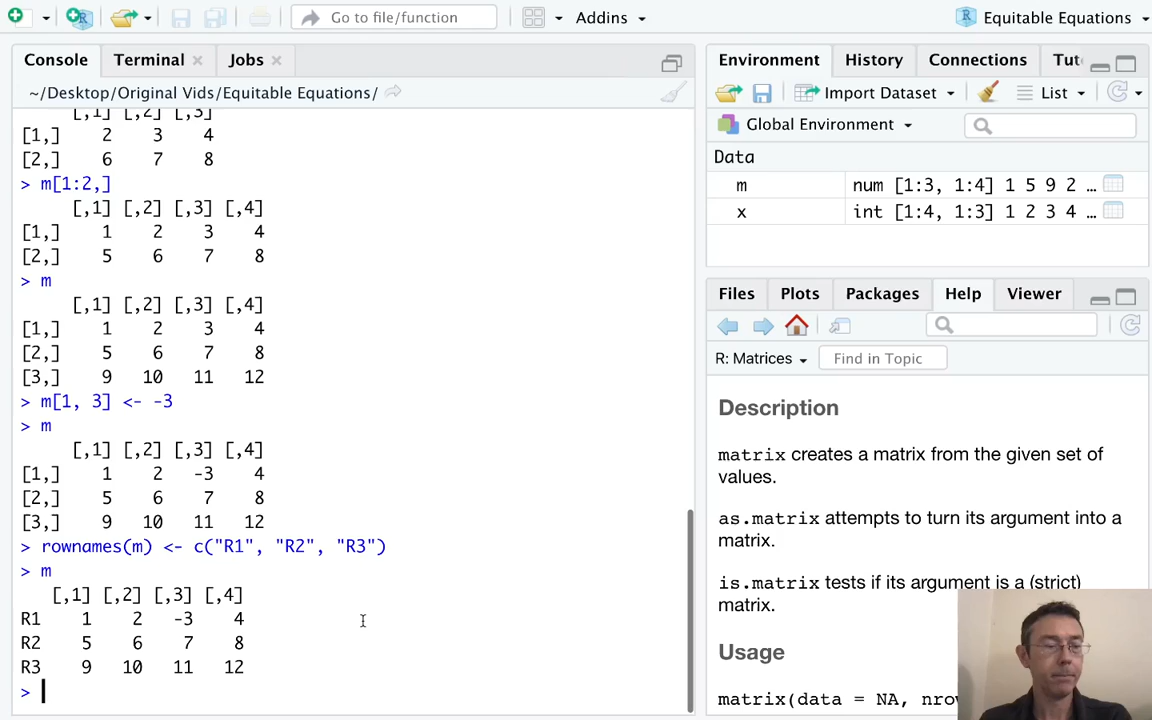 Go to file/function
Addins
Equitable Equations
Console
Terminal
Jobs
~/Desktop/Original Vids/Equitable Equations/
[,1] [,2] [,3]
[1,] 2 3 4
[2,] 6 7 8
> m[1:2,]
[,1] [,2] [,3] [,4]
[1,] 1 2 3 4
[2,] 5 6 7 8
> m
[,1] [,2] [,3] [,4]
[1,] 1 2 3 4
[2,] 5 6 7 8
[3,] 9 10 11 12
> m[1, 3] <- -3
> m
[,1] [,2] [,3] [,4]
[1,] 1 2 -3 4
[2,] 5 6 7 8
[3,] 9 10 11 12
> rownames(m) <- c("R1", "R2", "R3")
> m
[,1] [,2] [,3] [,4]
R1 1 2 -3 4
R2 5 6 7 8
R3 9 10 11 12
>
Environment
History
Connections
Tut
Import Dataset
List
Global Environment
Data
m num [1:3, 1:4] 1 5 9 2 …
x int [1:4, 1:3] 1 2 3 4 …
Files
Plots
Packages
Help
Viewer
R: Matrices
Find in Topic
Description
matrix creates a matrix from the given set of
values.
as.matrix attempts to turn its argument into a
matrix.
is.matrix tests if its argument is a (strict)
matrix.
Usage
matrix(data = NA, nrow